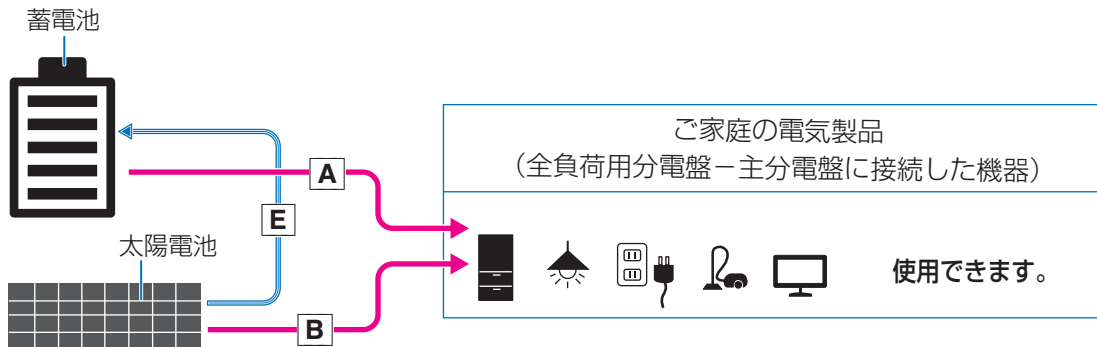 蓄電池
ご家庭の電気製品
（全負荷用分電盤－主分電盤に接続した機器）
A
E
太陽電池
使用できます。
B